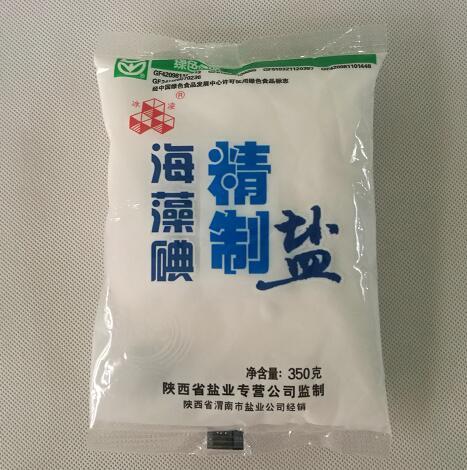 绿色食品
经中国绿色食品发展中心许可使用绿色食品标志
冰凌®
海藻碘
精制
盐
净含量: 350克
陕西省盐业专营公司监制
陕西省渭南市盐业公司经销